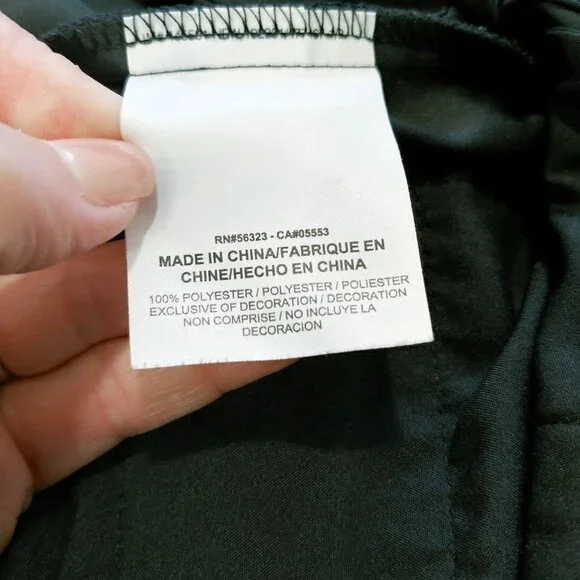 RN#56323 - CA#05553
MADE IN CHINA/FABRIQUE EN
CHINE/HECHO EN CHINA
100% POLYESTER / POLYESTER / POLIESTER
EXCLUSIVE OF DECORATION / DECORATION
NON COMPRISE / NO INCLUYE LA
DECORACION